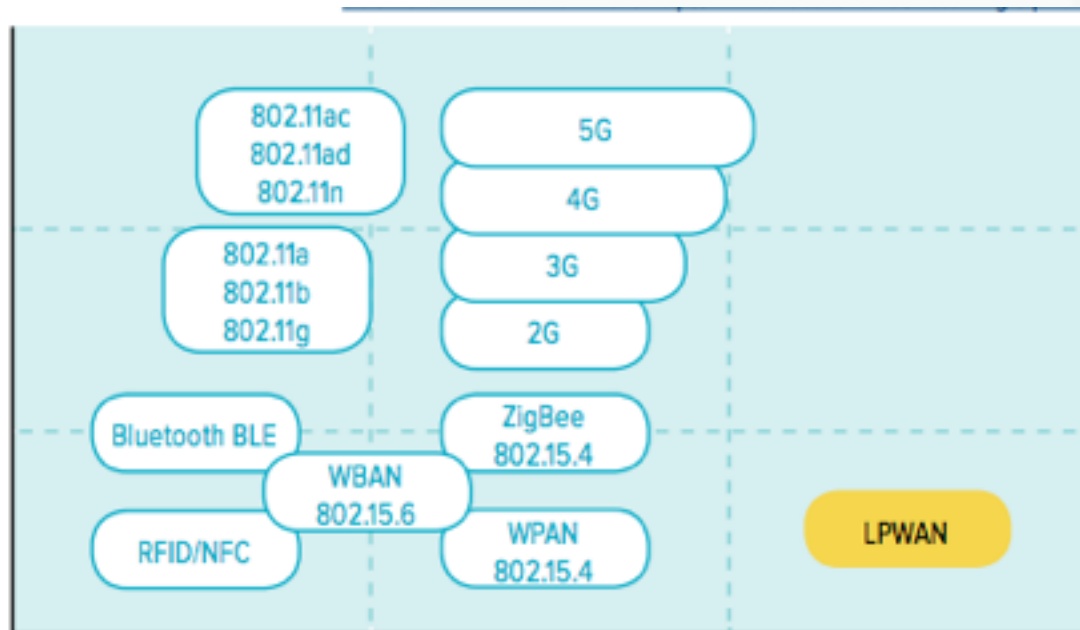 802.11ac
802.11ad
802.11n
5G
4G
802.11a
802.11b
802.11g
3G
2G
Bluetooth BLE
ZigBee
802.15.4
WBAN
802.15.6
RFID/NFC
WPAN
802.15.4
LPWAN